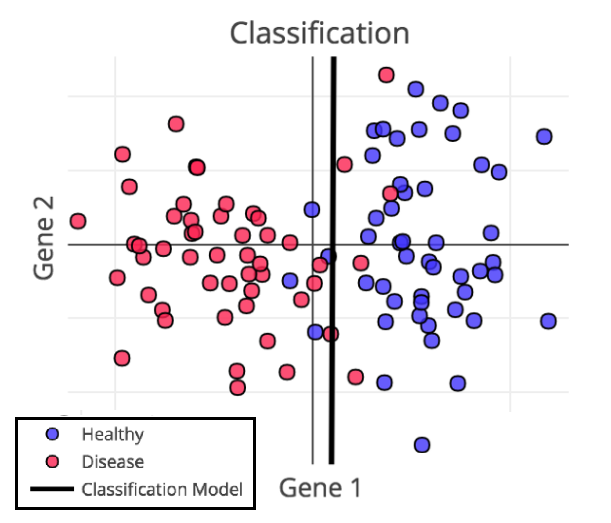 Classification
Gene 2
Healthy
Disease
Classification Model
Gene 1